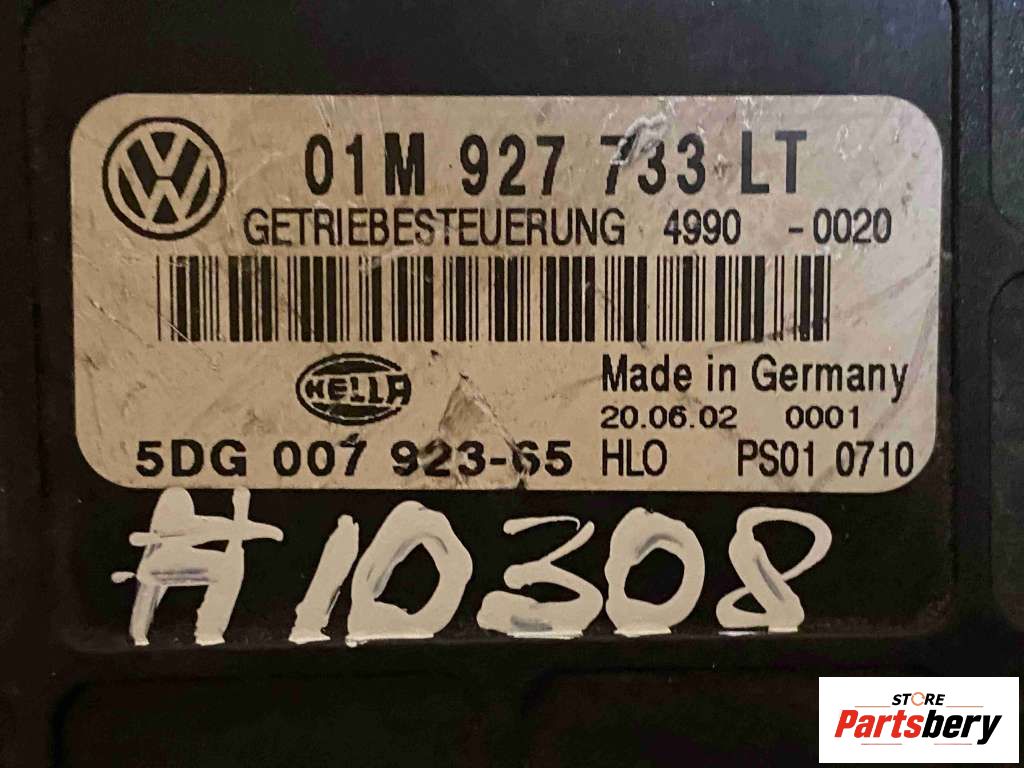 01M 927 733 LT
GETRIEBESTEUERUNG 4990 -0020
HELLA
Made in Germany
20.06.02 0001
5DG 007 923-65 HLO PS01 0710
#10308
STORE
Partsbery